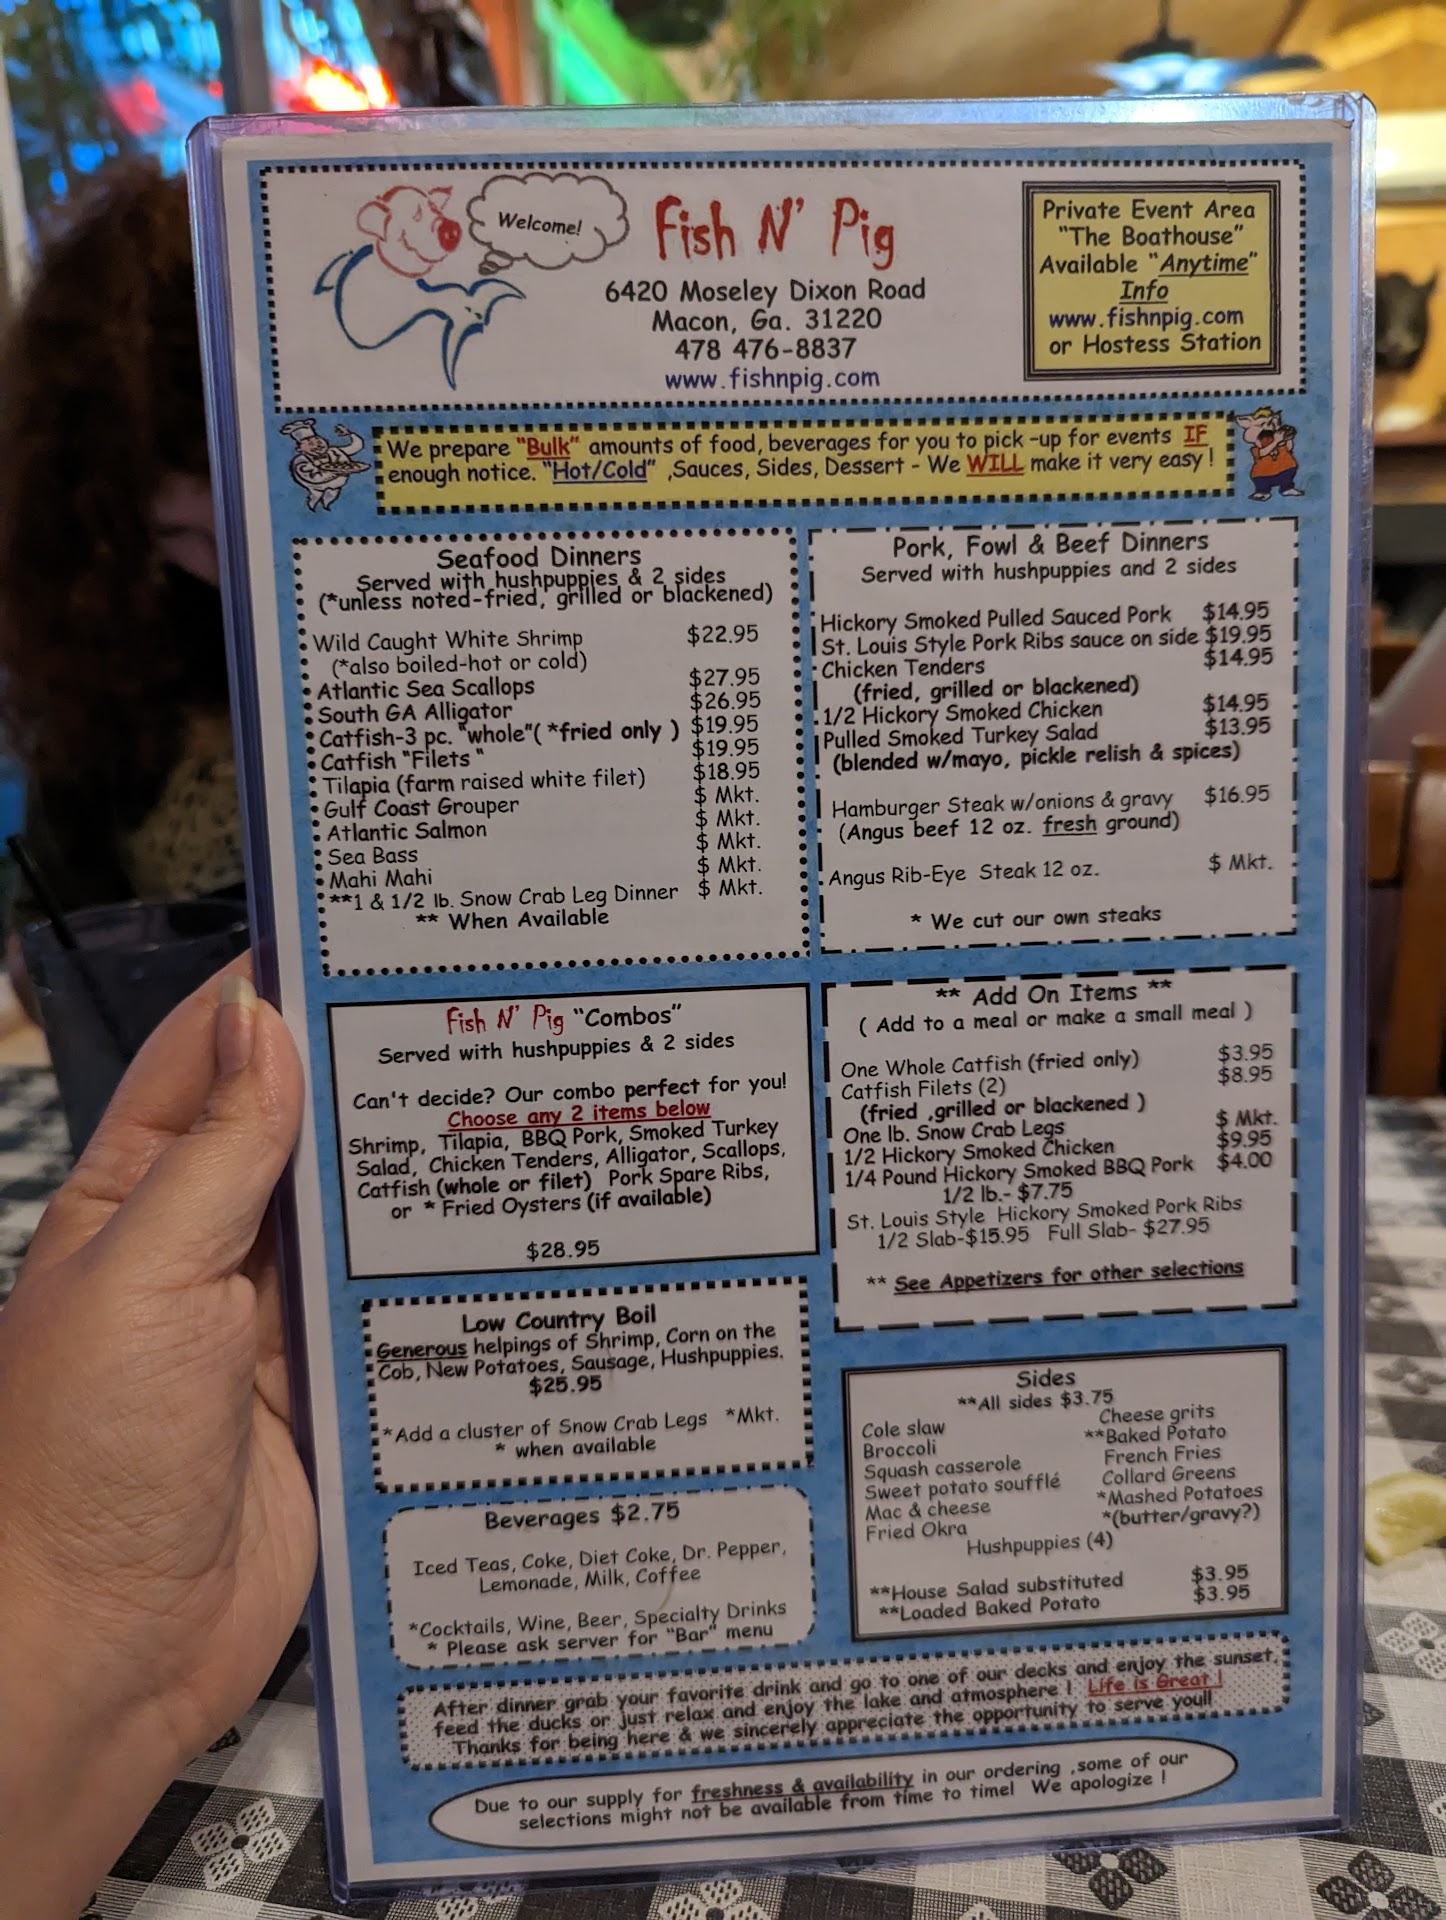 Welcome!
Fish N' Pig
6420 Moseley Dixon Road
Macon, Ga. 31220
478 476-8837
www.fishnpig.com
Private Event Area
"The Boathouse"
Available "Anytime"
Info
www.fishnpig.com
or Hostess Station
We prepare "Bulk" amounts of food, beverages for you to pick -up for events IF
enough notice. "Hot/Cold" ,Sauces, Sides, Dessert - We WILL make it very easy !
Seafood Dinners
Served with hushpuppies & 2 sides
(*unless noted-fried, grilled or blackened)
Wild Caught White Shrimp $22.95
(*also boiled-hot or cold)
Atlantic Sea Scallops $27.95
South GA Alligator $26.95
Catfish-3 pc. "whole"( *fried only ) $19.95
Catfish "Filets " $19.95
Tilapia (farm raised white filet) $18.95
Gulf Coast Grouper $ Mkt.
Atlantic Salmon $ Mkt.
Sea Bass $ Mkt.
Mahi Mahi $ Mkt.
**1 & 1/2 lb. Snow Crab Leg Dinner $ Mkt.
** When Available
Pork, Fowl & Beef Dinners
Served with hushpuppies and 2 sides
Hickory Smoked Pulled Sauced Pork $14.95
St. Louis Style Pork Ribs sauce on side $19.95
Chicken Tenders $14.95
(fried, grilled or blackened)
1/2 Hickory Smoked Chicken $14.95
Pulled Smoked Turkey Salad $13.95
(blended w/mayo, pickle relish & spices)
Hamburger Steak w/onions & gravy $16.95
(Angus beef 12 oz. fresh ground)
Angus Rib-Eye Steak 12 oz. $ Mkt.
* We cut our own steaks
Fish N' Pig "Combos"
Served with hushpuppies & 2 sides
Can't decide? Our combo perfect for you!
Choose any 2 items below
Shrimp, Tilapia, BBQ Pork, Smoked Turkey
Salad, Chicken Tenders, Alligator, Scallops,
Catfish (whole or filet) Pork Spare Ribs,
or * Fried Oysters (if available)
$28.95
** Add On Items **
( Add to a meal or make a small meal )
One Whole Catfish (fried only) $3.95
Catfish Filets (2) $8.95
(fried ,grilled or blackened )
One lb. Snow Crab Legs $ Mkt.
1/2 Hickory Smoked Chicken $9.95
1/4 Pound Hickory Smoked BBQ Pork $4.00
1/2 lb.- $7.75
St. Louis Style Hickory Smoked Pork Ribs
1/2 Slab-$15.95 Full Slab- $27.95
** See Appetizers for other selections
Low Country Boil
Generous helpings of Shrimp, Corn on the
Cob, New Potatoes, Sausage, Hushpuppies.
$25.95
*Add a cluster of Snow Crab Legs *Mkt.
* when available
Sides
**All sides $3.75
Cole slaw Cheese grits
Broccoli **Baked Potato
Squash casserole French Fries
Sweet potato soufflé Collard Greens
Mac & cheese *Mashed Potatoes
Fried Okra *(butter/gravy?)
Hushpuppies (4)
**House Salad substituted $3.95
**Loaded Baked Potato $3.95
Beverages $2.75
Iced Teas, Coke, Diet Coke, Dr. Pepper,
Lemonade, Milk, Coffee
*Cocktails, Wine, Beer, Specialty Drinks
* Please ask server for "Bar" menu
After dinner grab your favorite drink and go to one of our decks and enjoy the sunset,
feed the ducks or just relax and enjoy the lake and atmosphere ! Life is Great !
Thanks for being here & we sincerely appreciate the opportunity to serve you!!
Due to our supply for freshness & availability in our ordering ,some of our
selections might not be available from time to time! We apologize !